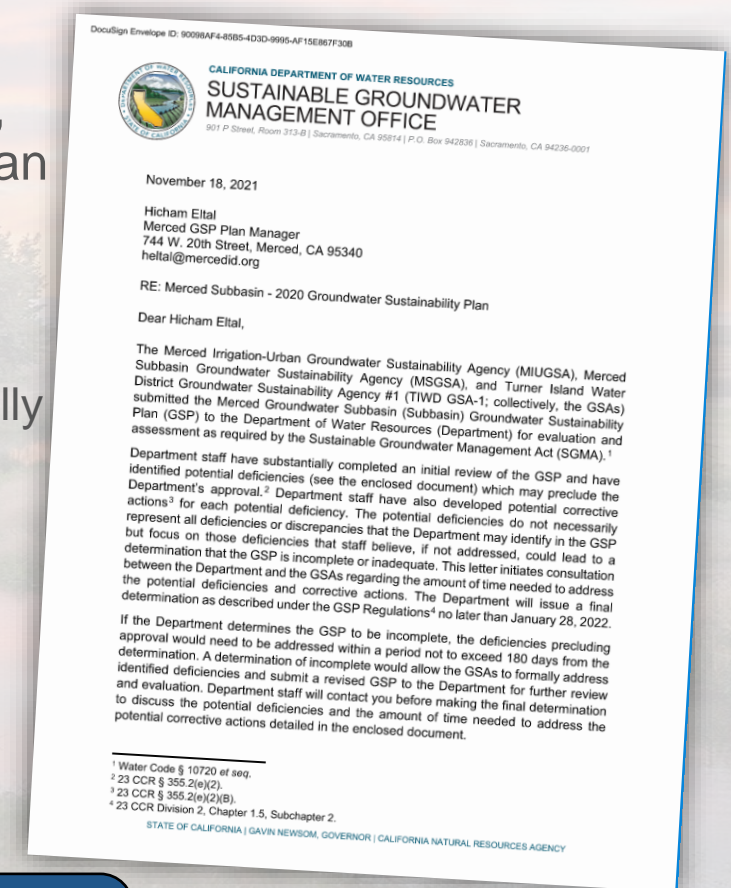 ,
an
lly
DocuSign Envelope ID: 90098AF4-85B5-4D3D-9995-AF15E867F30B
DEPARTMENT OF WATER RESOURCES
STATE OF CALIFORNIA
CALIFORNIA DEPARTMENT OF WATER RESOURCES
SUSTAINABLE GROUNDWATER
MANAGEMENT OFFICE
901 P Street, Room 313-B | Sacramento, CA 95814 | P.O. Box 942836 | Sacramento, CA 94236-0001
November 18, 2021
Hicham Eltal
Merced GSP Plan Manager
744 W. 20th Street, Merced, CA 95340
heltal@mercedid.org
RE: Merced Subbasin - 2020 Groundwater Sustainability Plan
Dear Hicham Eltal,
The Merced Irrigation-Urban Groundwater Sustainability Agency (MIUGSA), Merced
Subbasin Groundwater Sustainability Agency (MSGSA), and Turner Island Water
District Groundwater Sustainability Agency #1 (TIWD GSA-1; collectively, the GSAs)
submitted the Merced Groundwater Subbasin (Subbasin) Groundwater Sustainability
Plan (GSP) to the Department of Water Resources (Department) for evaluation and
assessment as required by the Sustainable Groundwater Management Act (SGMA).¹
Department staff have substantially completed an initial review of the GSP and have
identified potential deficiencies (see the enclosed document) which may preclude the
Department's approval.² Department staff have also developed potential corrective
actions³ for each potential deficiency. The potential deficiencies do not necessarily
represent all deficiencies or discrepancies that the Department may identify in the GSP
but focus on those deficiencies that staff believe, if not addressed, could lead to a
determination that the GSP is incomplete or inadequate. This letter initiates consultation
between the Department and the GSAs regarding the amount of time needed to address
the potential deficiencies and corrective actions. The Department will issue a final
determination as described under the GSP Regulations⁴ no later than January 28, 2022.
If the Department determines the GSP to be incomplete, the deficiencies precluding
approval would need to be addressed within a period not to exceed 180 days from the
determination. A determination of incomplete would allow the GSAs to formally address
identified deficiencies and submit a revised GSP to the Department for further review
and evaluation. Department staff will contact you before making the final determination
to discuss the potential deficiencies and the amount of time needed to address the
potential corrective actions detailed in the enclosed document.
¹ Water Code § 10720 et seq.
² 23 CCR § 355.2(e)(2).
³ 23 CCR § 355.2(e)(2)(B).
⁴ 23 CCR Division 2, Chapter 1.5, Subchapter 2.
STATE OF CALIFORNIA | GAVIN NEWSOM, GOVERNOR | CALIFORNIA NATURAL RESOURCES AGENCY